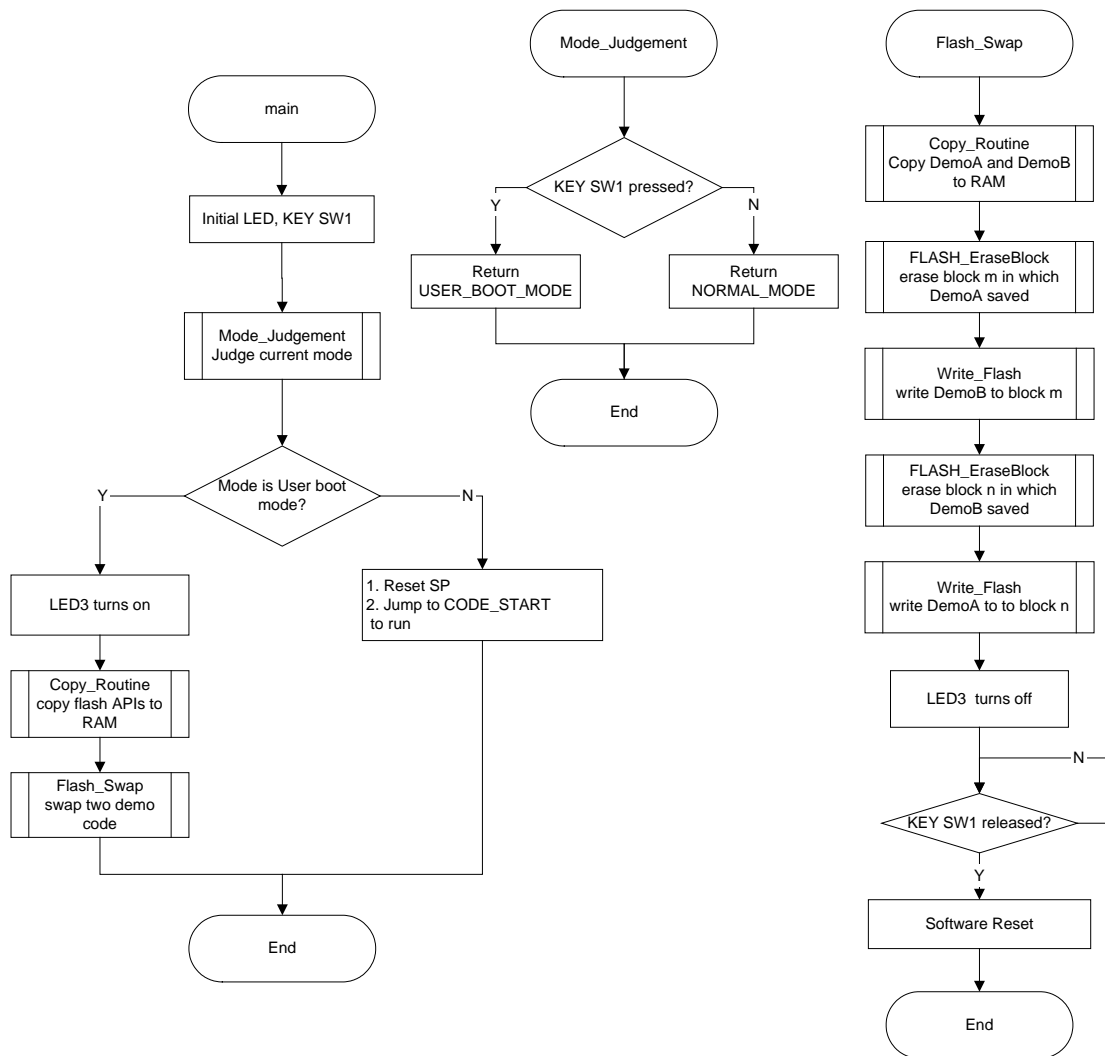 main
Initial LED, KEY SW1
Mode_Judgement
Judge current mode
Mode is User boot
mode?
Y
N
LED3 turns on
Copy_Routine
copy flash APIs to
RAM
Flash_Swap
swap two demo
code
1. Reset SP
2. Jump to CODE_START
to run
End
Mode_Judgement
KEY SW1 pressed?
Y
N
Return
USER_BOOT_MODE
Return
NORMAL_MODE
End
Flash_Swap
Copy_Routine
Copy DemoA and DemoB
to RAM
FLASH_EraseBlock
erase block m in which
DemoA saved
Write_Flash
write DemoB to block m
FLASH_EraseBlock
erase block n in which
DemoB saved
Write_Flash
write DemoA to to block n
LED3 turns off
N
KEY SW1 released?
Y
Software Reset
End